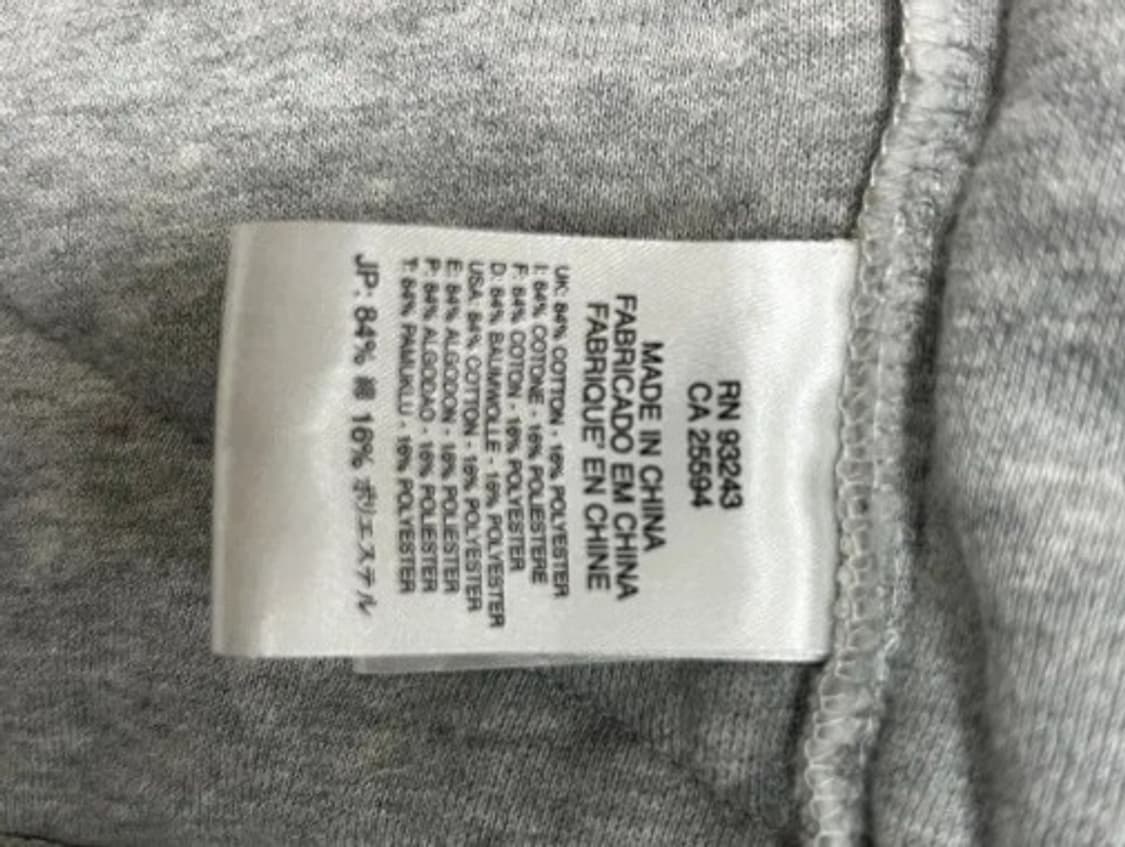 RN 93243
CA 25594
MADE IN CHINA
FABRICADO EM CHINA
FABRIQUE' EN CHINE
UK: 84% COTTON - 16% POLYESTER
I: 84% COTONE - 16% POLIESTERE
F: 84% COTON - 16% POLYESTER
D: 84% BAUMWOLLE - 16% POLYESTER
USA: 84% COTTON - 16% POLYESTER
E: 84% ALGODON - 16% POLIESTER
P: 84% ALGODAO - 16% POLIESTER
T: 84% PAMUKLU - 16% POLYESTER
JP: 84% 綿 16% ポリエステル